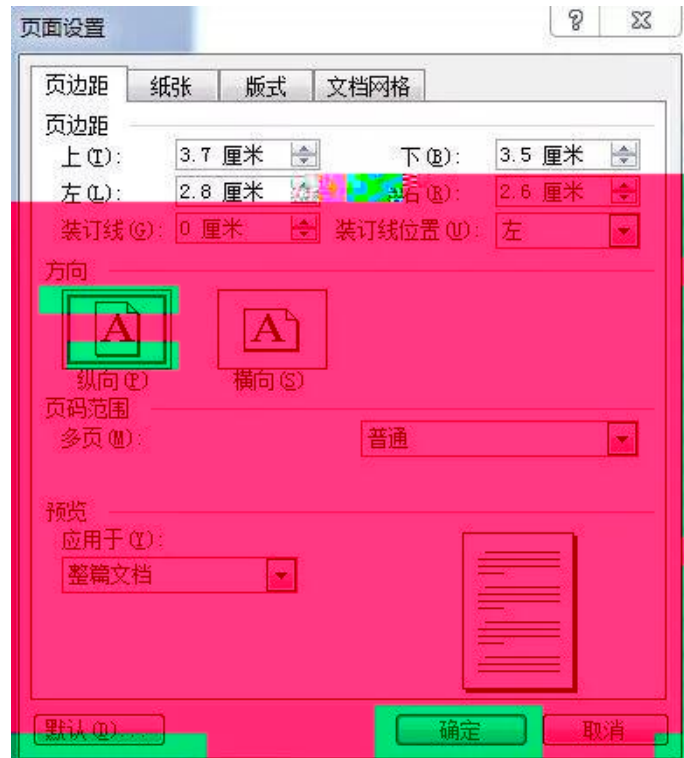 页面设置
页边距 纸张 版式 文档网格
页边距
上(T): 3.7 厘米 下(B): 3.5 厘米
左(L): 2.8 厘米 右(R): 2.6 厘米
装订线(G): 0 厘米 装订线位置(U): 左
方向
A A
纵向(P) 横向(S)
页码范围
多页(M): 普通
预览
应用于(Y):
整篇文档
默认(D)... 确定 取消